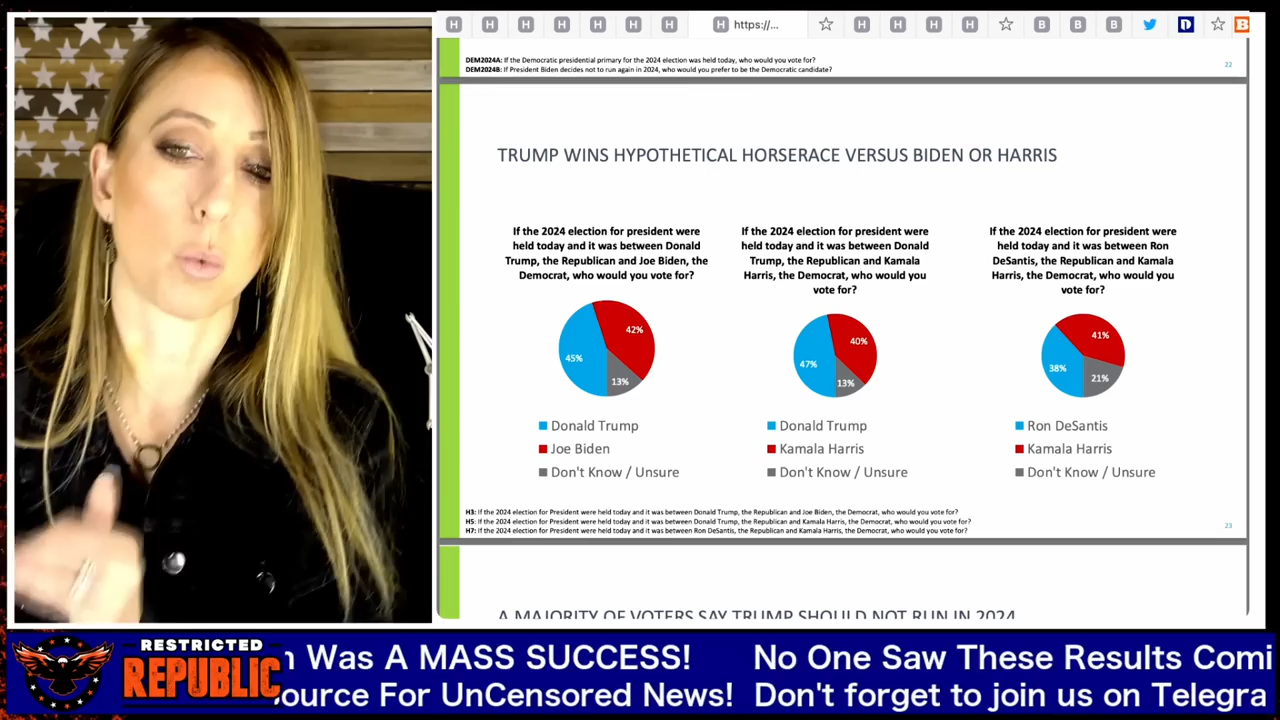 H H H H H H H H https://... H H H H B B B
DEM2024A: If the Democratic presidential primary for the 2024 election was held today, who would you vote for?
DEM2024B: If President Biden decides not to run again in 2024, who would you prefer to be the Democratic candidate?
22
TRUMP WINS HYPOTHETICAL HORSERACE VERSUS BIDEN OR HARRIS
If the 2024 election for president were
held today and it was between Donald
Trump, the Republican and Joe Biden, the
Democrat, who would you vote for?
42%
45%
13%
Donald Trump
Joe Biden
Don't Know / Unsure
If the 2024 election for president were
held today and it was between Donald
Trump, the Republican and Kamala
Harris, the Democrat, who would you
vote for?
40%
47%
13%
Donald Trump
Kamala Harris
Don't Know / Unsure
If the 2024 election for president were
held today and it was between Ron
DeSantis, the Republican and Kamala
Harris, the Democrat, who would you
vote for?
41%
38%
21%
Ron DeSantis
Kamala Harris
Don't Know / Unsure
H3: If the 2024 election for President were held today and it was between Donald Trump, the Republican and Joe Biden, the Democrat, who would you vote for?
H5: If the 2024 election for President were held today and it was between Donald Trump, the Republican and Kamala Harris, the Democrat, who would you vote for?
H7: If the 2024 election for President were held today and it was between Ron DeSantis, the Republican and Kamala Harris, the Democrat, who would you vote for?
23
A MAJORITY OF VOTERS SAY TRUMP SHOULD NOT RUN IN 2024
RESTRICTED
REPUBLIC
n Was A MASS SUCCESS! No One Saw These Results Comi
ource For UnCensored News! Don't forget to join us on Telegra